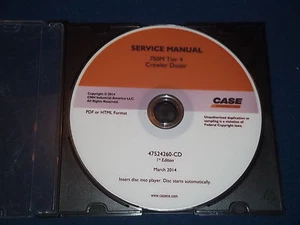 SERVICE MANUAL
750M Tier 4
Crawler Dozer
Copyright © 2014
CNH Industrial America LLC
All Rights Reserved.
PDF or HTML Format
CASE
CONSTRUCTION
Unauthorized duplication or
copying is a violation of
Federal Copyright laws.
47524260-CD
1st Edition
March 2014
Insert disc into player. Disc starts automatically.
www.casece.com